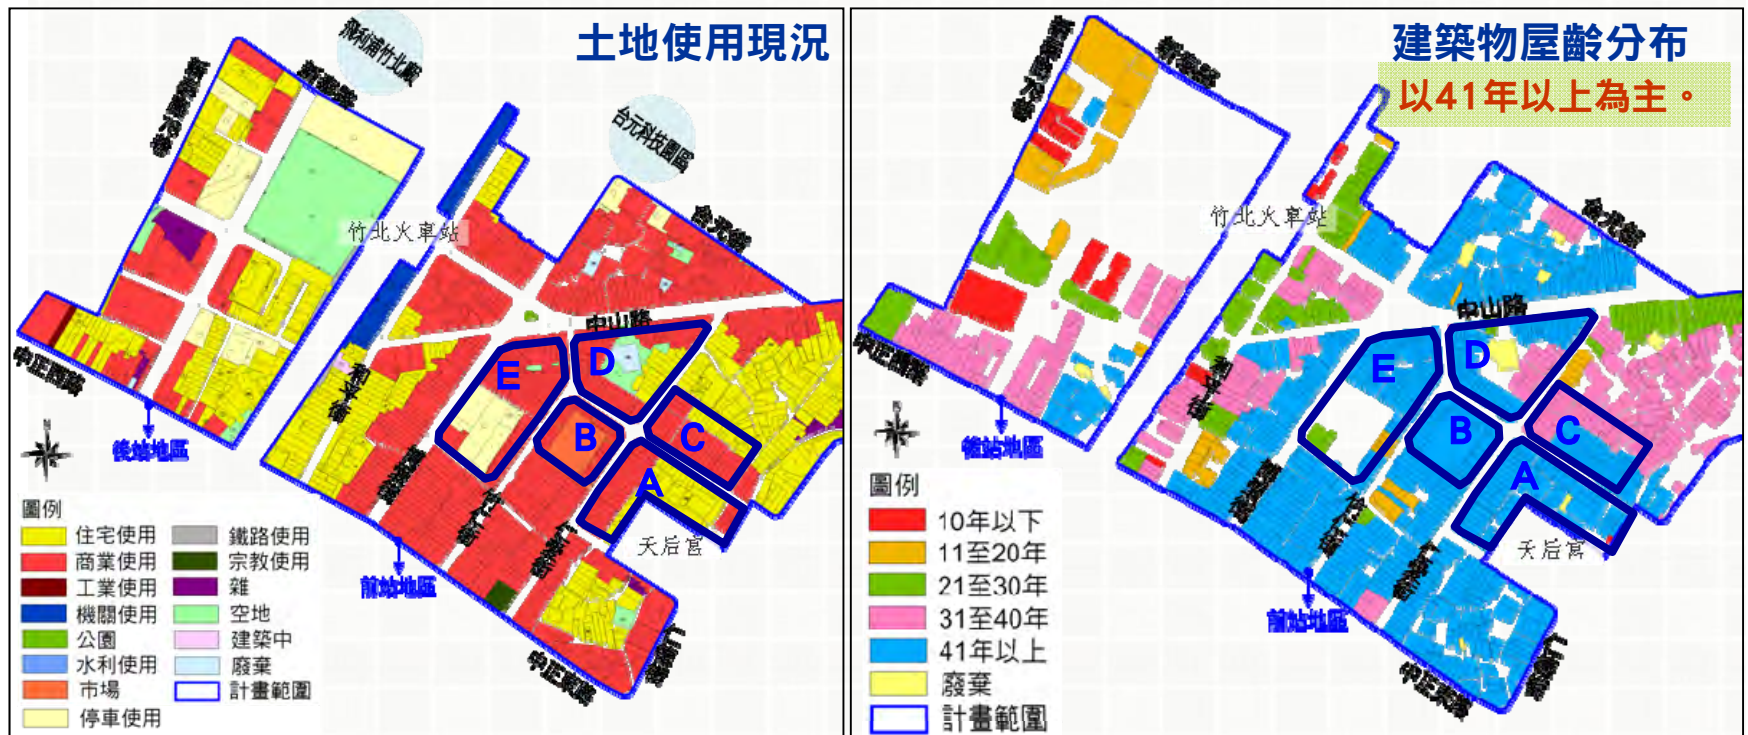 土地使用現況
飛利浦竹北廠
台元科技園區
新泰路
竹北火車站
台元街
中山路
E
D
B
C
A
和平街
中正西路
後站地區
仁義街
天后宮
前站地區
中正東路
圖例
住宅使用
商業使用
工業使用
機關使用
公園
水利使用
市場
停車使用
鐵路使用
宗教使用
雜
空地
建築中
廢棄
計畫範圍
建築物屋齡分布
以41年以上為主。
新泰路
竹北火車站
台元街
中山路
E
D
B
C
A
和平街
中正西路
後站地區
天后宮
前站地區
中正東路
圖例
10年以下
11至20年
21至30年
31至40年
41年以上
廢棄
計畫範圍